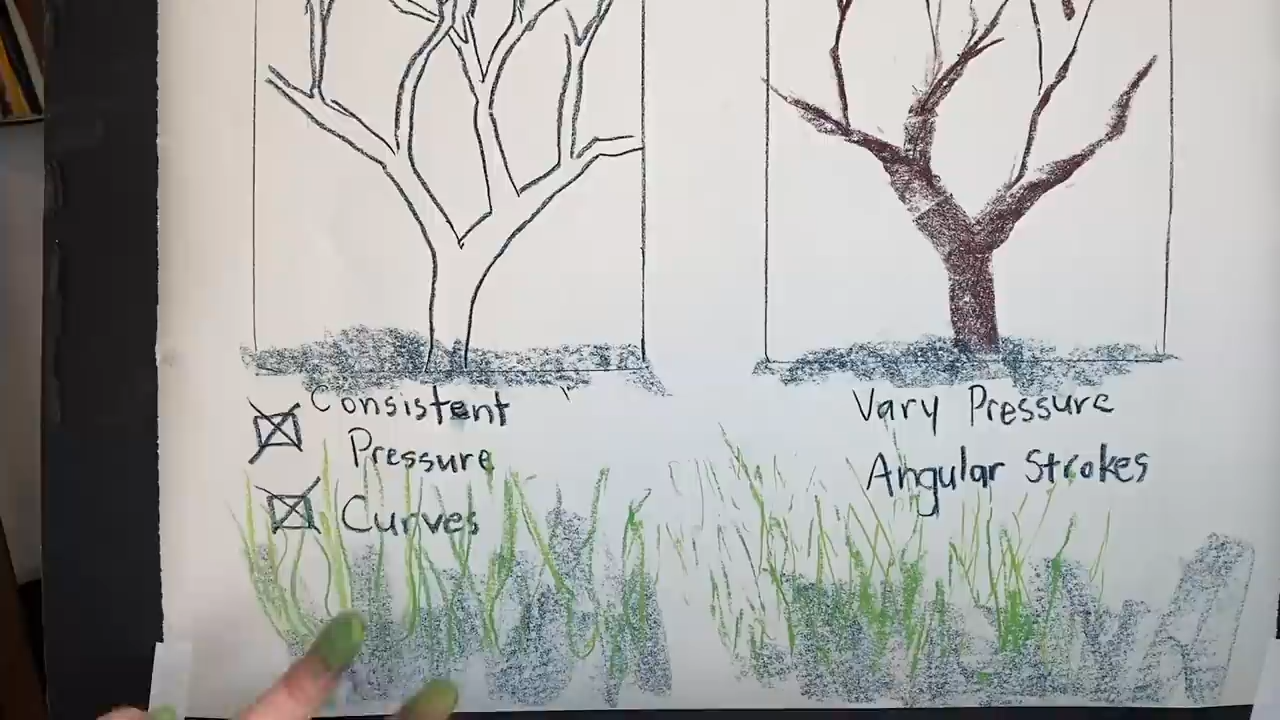 Consistent
Pressure
Curves
Vary Pressure
Angular Strokes